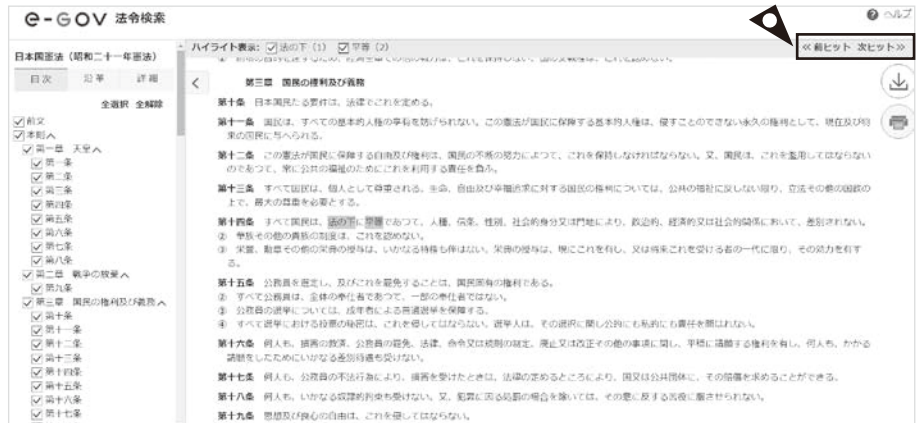 e-GOV 法令検索
ヘルプ
日本国憲法（昭和二十一年憲法）
目次 沿革 詳細
全選択 全解除
前文
本則へ
第一章 天皇へ
第一条
第二条
第三条
第四条
第五条
第六条
第七条
第八条
第二章 戦争の放棄へ
第九条
第三章 国民の権利及び義務へ
第十条
第十一条
第十二条
第十三条
第十四条
第十五条
第十六条
第十七条
ハイライト表示: 法の下（1） 平等（2）
≪前ヒット 次ヒット≫
第三章 国民の権利及び義務
第十条 日本国民たる要件は、法律でこれを定める。
第十一条 国民は、すべての基本的人権の享有を妨げられない。この憲法が国民に保障する基本的人権は、侵すことのできない永久の権利として、現在及び将
来の国民に与へられる。
第十二条 この憲法が国民に保障する自由及び権利は、国民の不断の努力によつて、これを保持しなければならない。又、国民は、これを濫用してはならない
のであつて、常に公共の福祉のためにこれを利用する責任を負ふ。
第十三条 すべて国民は、個人として尊重される。生命、自由及び幸福追求に対する国民の権利については、公共の福祉に反しない限り、立法その他の国政の
上で、最大の尊重を必要とする。
第十四条 すべて国民は、法の下に平等であつて、人種、信条、性別、社会的身分又は門地により、政治的、経済的又は社会的関係において、差別されない。
② 華族その他の貴族の制度は、これを認めない。
③ 栄誉、勲章その他の栄典の授与は、いかなる特権も伴はない。栄典の授与は、現にこれを有し、又は将来これを受ける者の一代に限り、その効力を有す
る。
第十五条 公務員を選定し、及びこれを罷免することは、国民固有の権利である。
② すべて公務員は、全体の奉仕者であつて、一部の奉仕者ではない。
③ 公務員の選挙については、成年者による普通選挙を保障する。
④ すべて選挙における投票の秘密は、これを侵してはならない。選挙人は、その選択に関し公的にも私的にも責任を問はれない。
第十六条 何人も、損害の救済、公務員の罷免、法律、命令又は規則の制定、廃止又は改正その他の事項に関し、平穏に請願する権利を有し、何人も、かかる
請願をしたためにいかなる差別待遇も受けない。
第十七条 何人も、公務員の不法行為により、損害を受けたときは、法律の定めるところにより、国又は公共団体に、その賠償を求めることができる。
第十八条 何人も、いかなる奴隷的拘束も受けない。又、犯罪に因る処罰の場合を除いては、その意に反する苦役に服させられない。
第十九条 思想及び良心の自由は、これを侵してはならない。